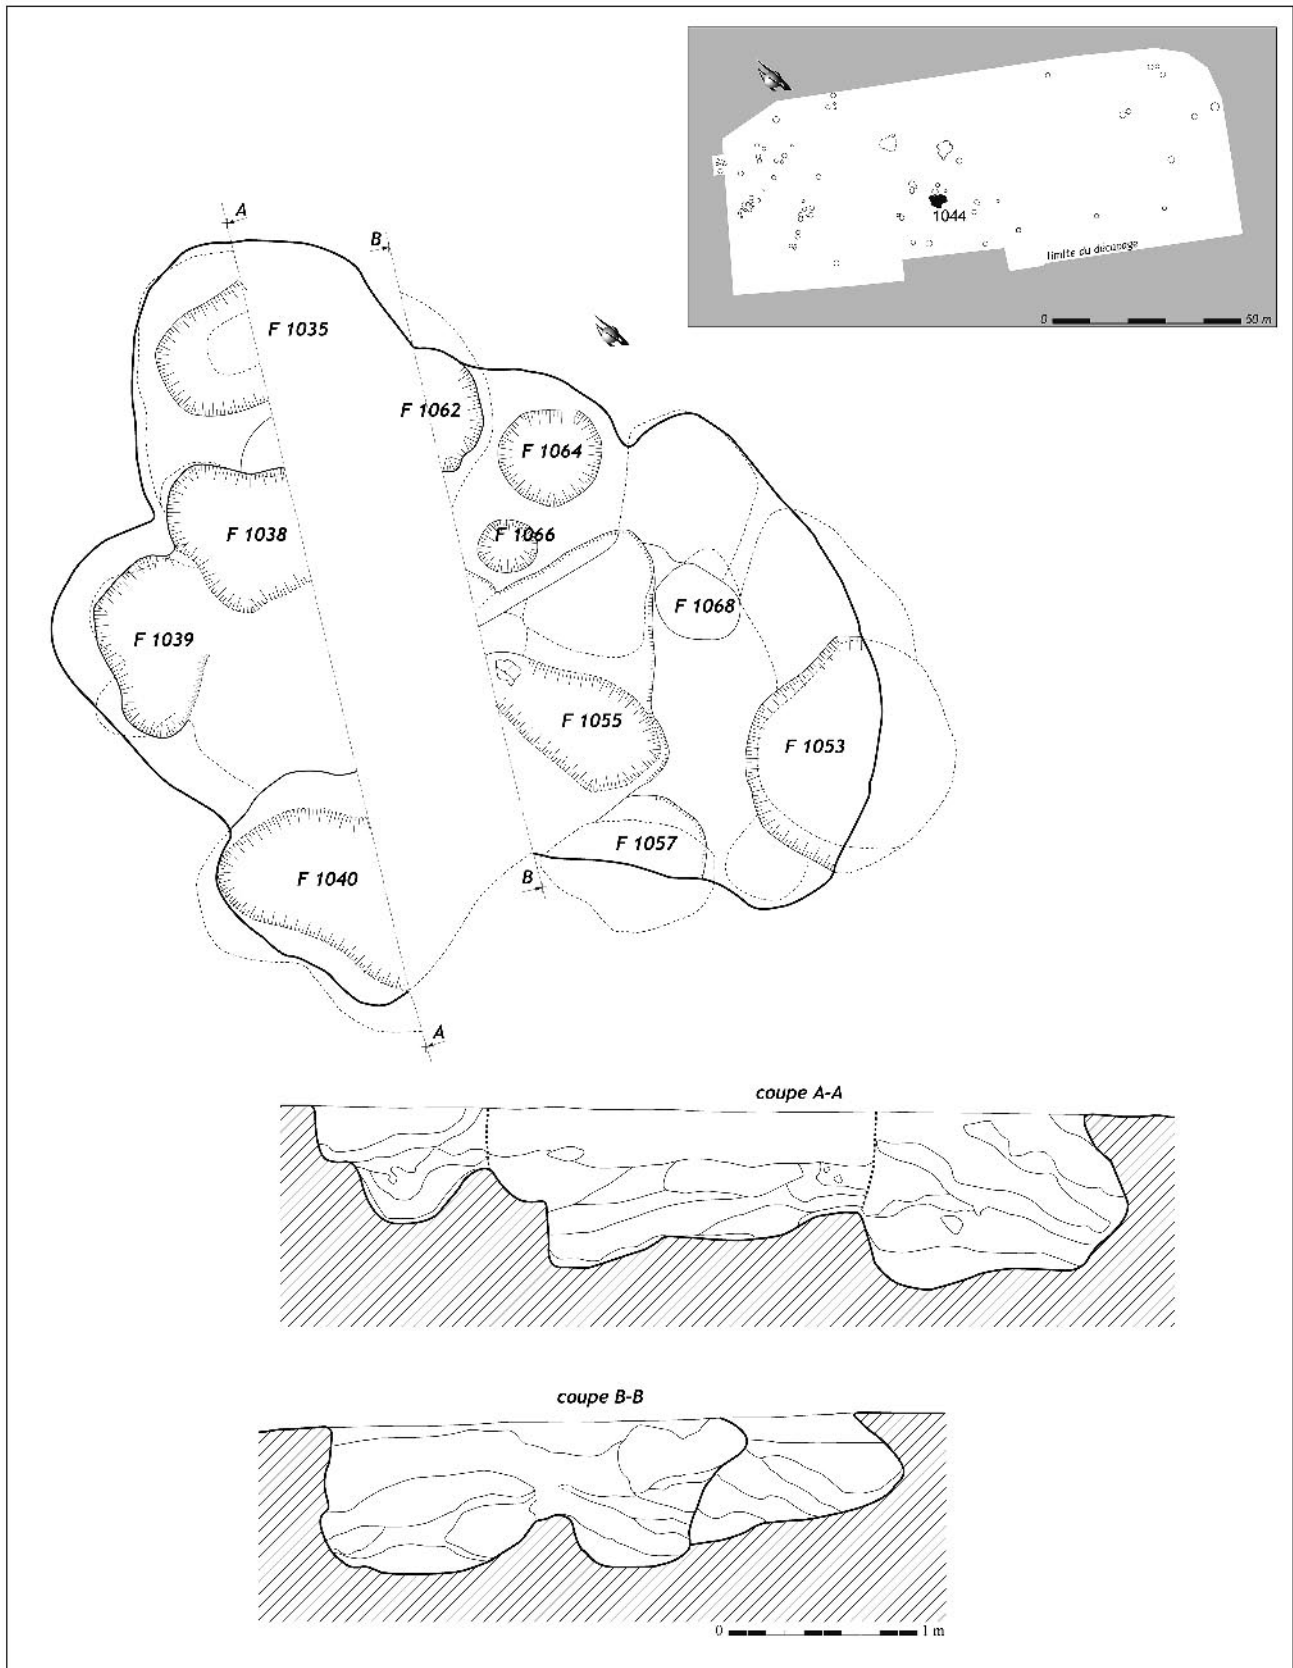 1044
limite du décapage
0 50 m
A
B
F 1035
F 1062
F 1064
F 1038
F 1066
F 1068
F 1039
F 1055
F 1053
F 1057
F 1040
B
A
coupe A-A
coupe B-B
0 1 m